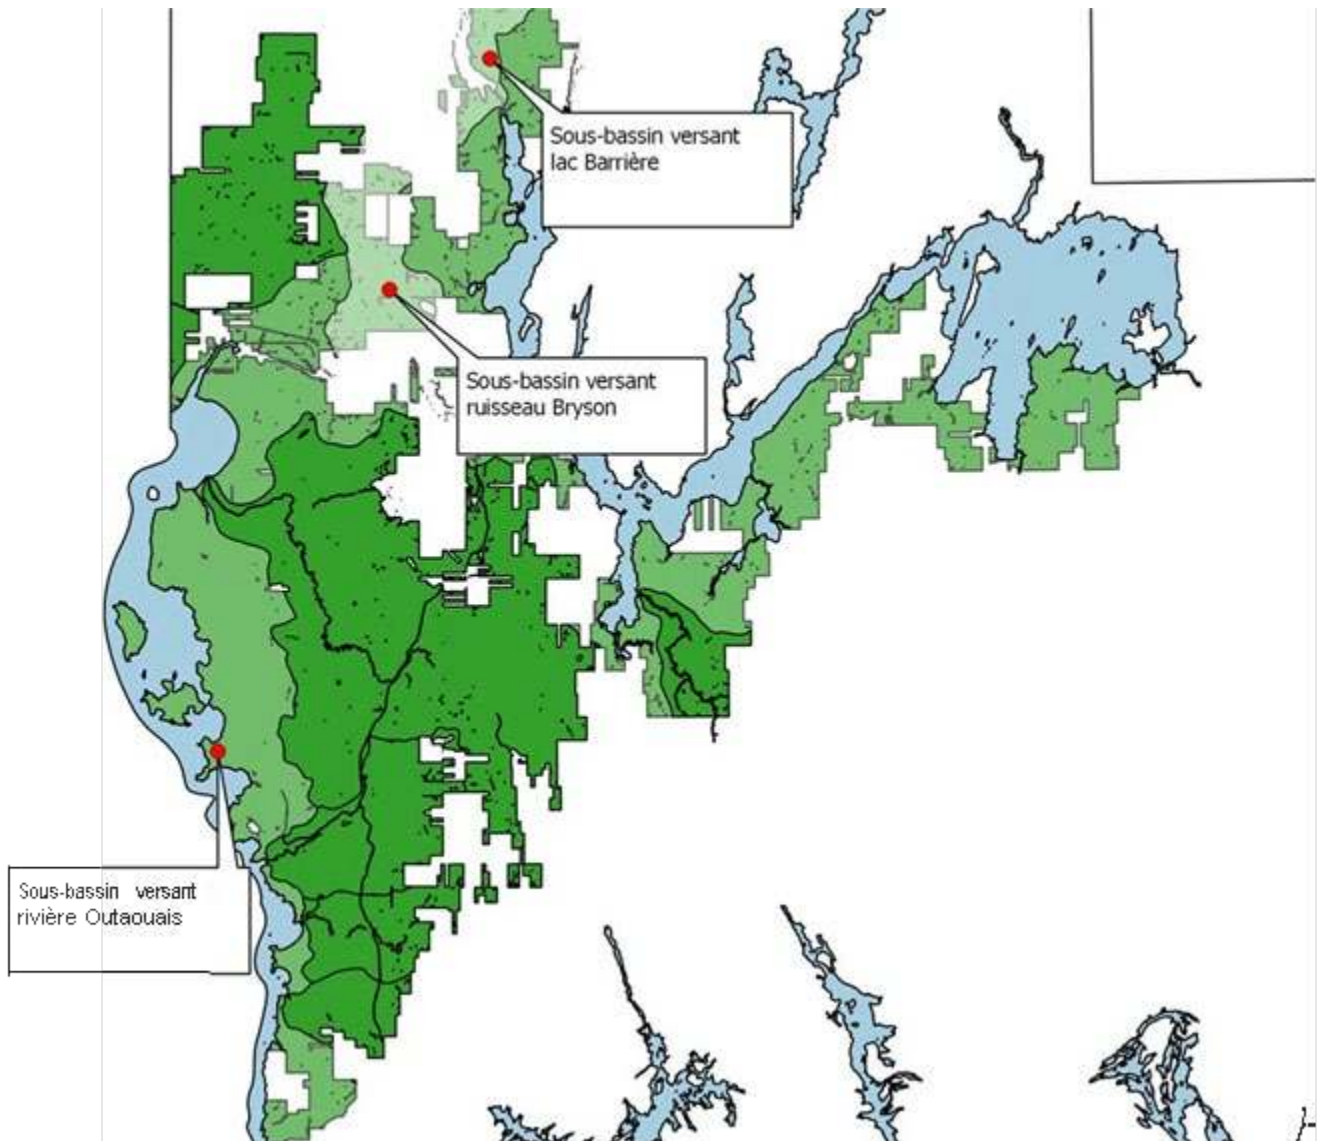 Sous-bassin versant
lac Barrière
Sous-bassin versant
ruisseau Bryson
Sous-bassin versant
rivière Outaouais